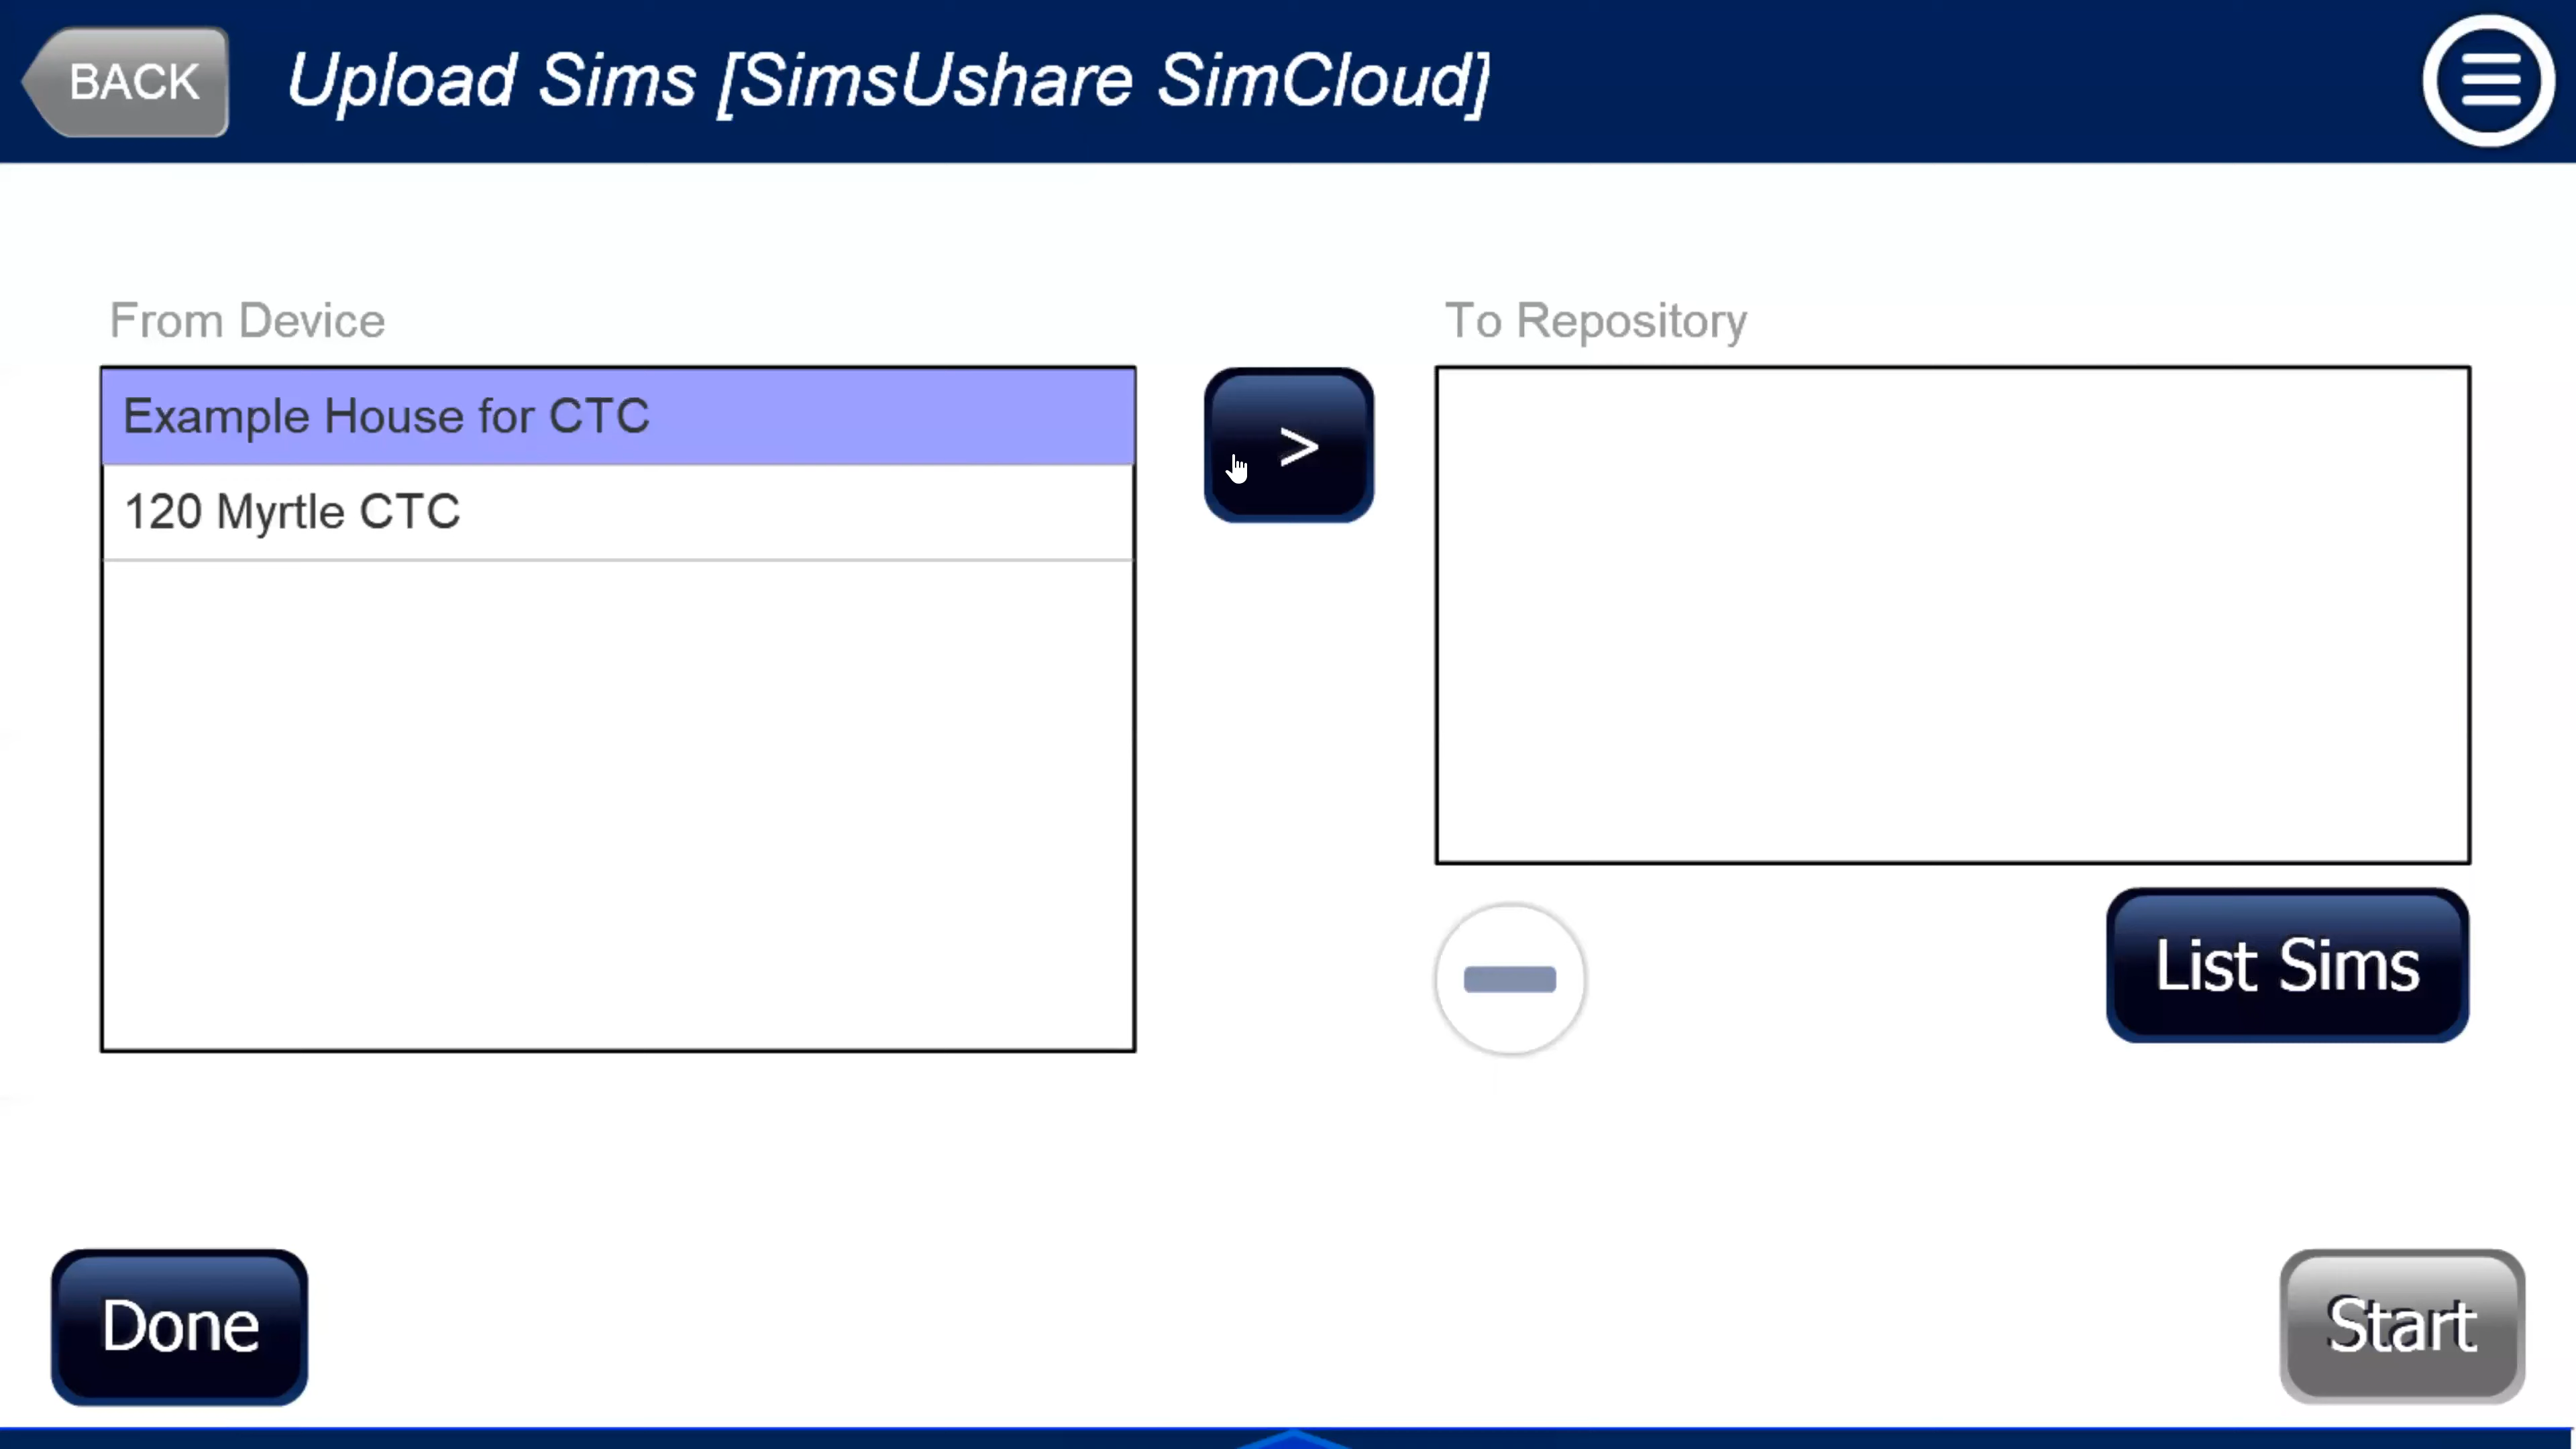 BACK
Upload Sims [SimsUshare SimCloud]
From Device
To Repository
Example House for CTC
120 Myrtle CTC
>
List Sims
Done
Start